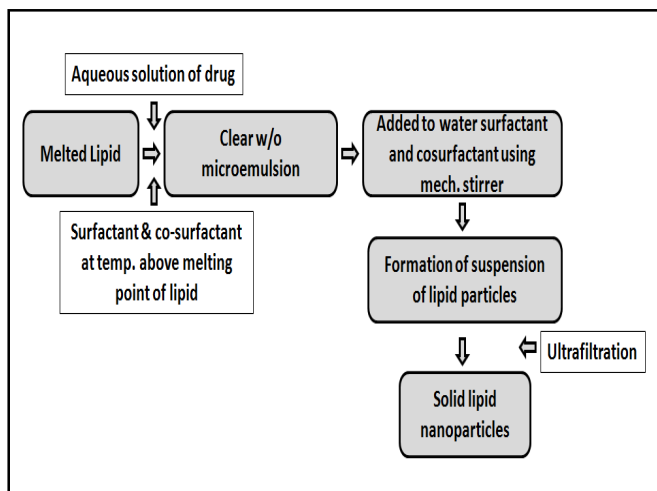 Aqueous solution of drug
Melted Lipid
Clear w/o
microemulsion
Added to water surfactant
and cosurfactant using
mech. stirrer
Surfactant & co-surfactant
at temp. above melting
point of lipid
Formation of suspension
of lipid particles
Ultrafiltration
Solid lipid
nanoparticles